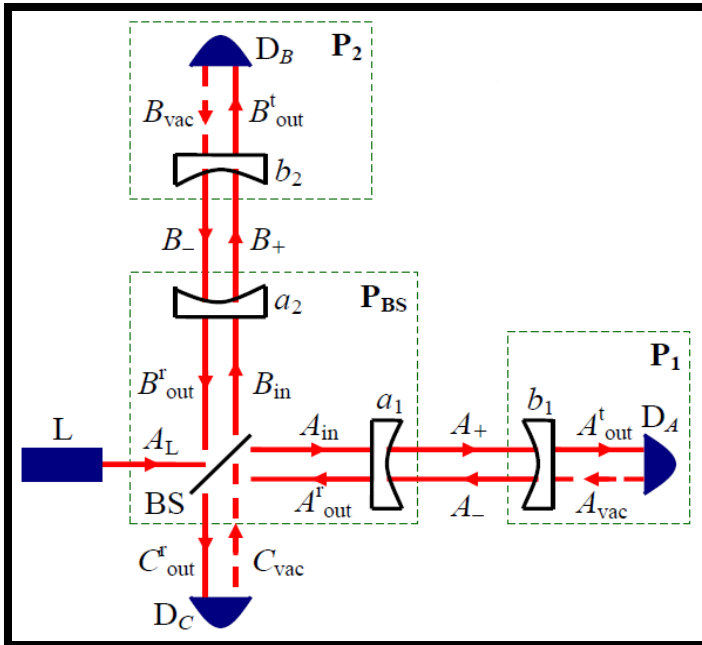 D_B P_2
B_vac B^t_out
b_2
B_– B_+
a_2 P_BS
P_1
B^r_out B_in
a_1 b_1
L A_L A_in A_+ A^t_out D_A
BS A^r_out A_– A_vac
C^r_out C_vac
D_C